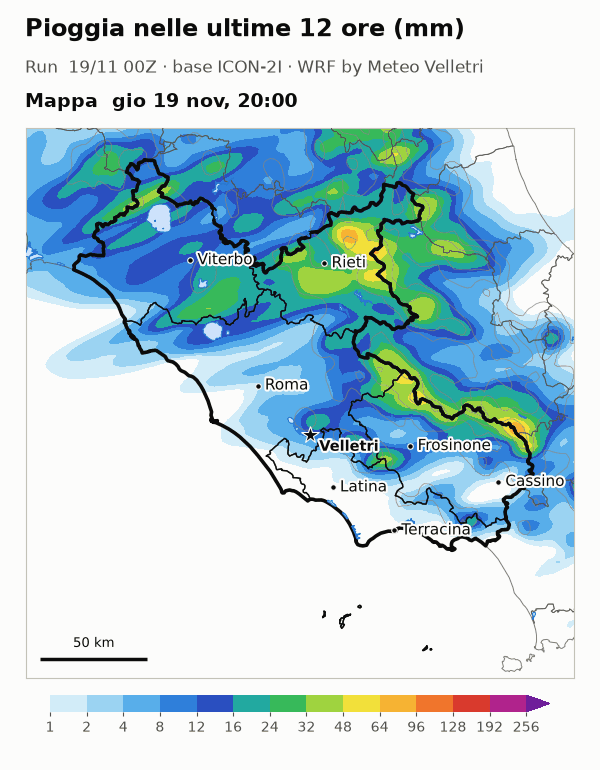 Pioggia nelle ultime 12 ore (mm)
Run  19/11 00Z · base ICON-2I · WRF by Meteo Velletri
Mappa  gio 19 nov, 20:00
Viterbo
Rieti
Roma
Velletri
Frosinone
Latina
Cassino
Terracina
50 km
1 2 4 8 12 16 24 32 48 64 96 128 192 256